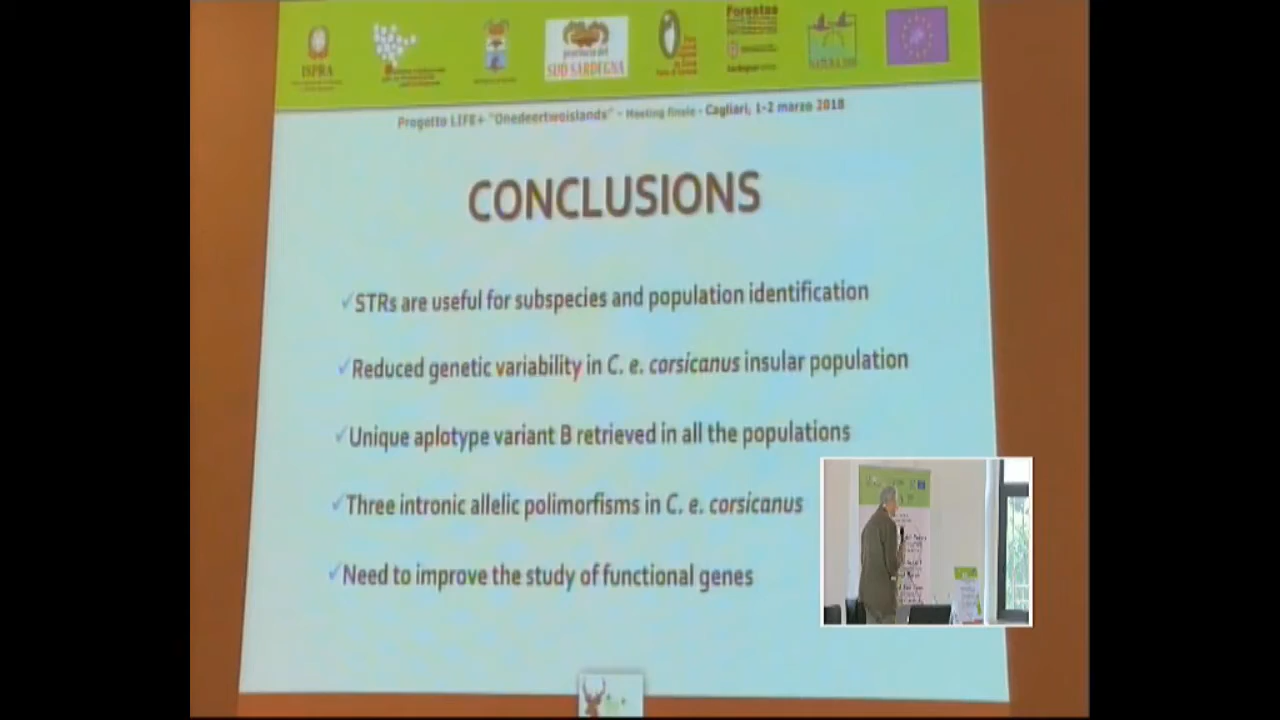 ISPRA
provincia del
SUD SARDEGNA
Forestas
Progetto LIFE+ "Onedeertwoislands" - Meeting finale - Cagliari, 1-2 marzo 2018
CONCLUSIONS
✓STRs are useful for subspecies and population identification
✓Reduced genetic variability in C. e. corsicanus insular population
✓Unique aplotype variant B retrieved in all the populations
✓Three intronic allelic polimorfisms in C. e. corsicanus
✓Need to improve the study of functional genes